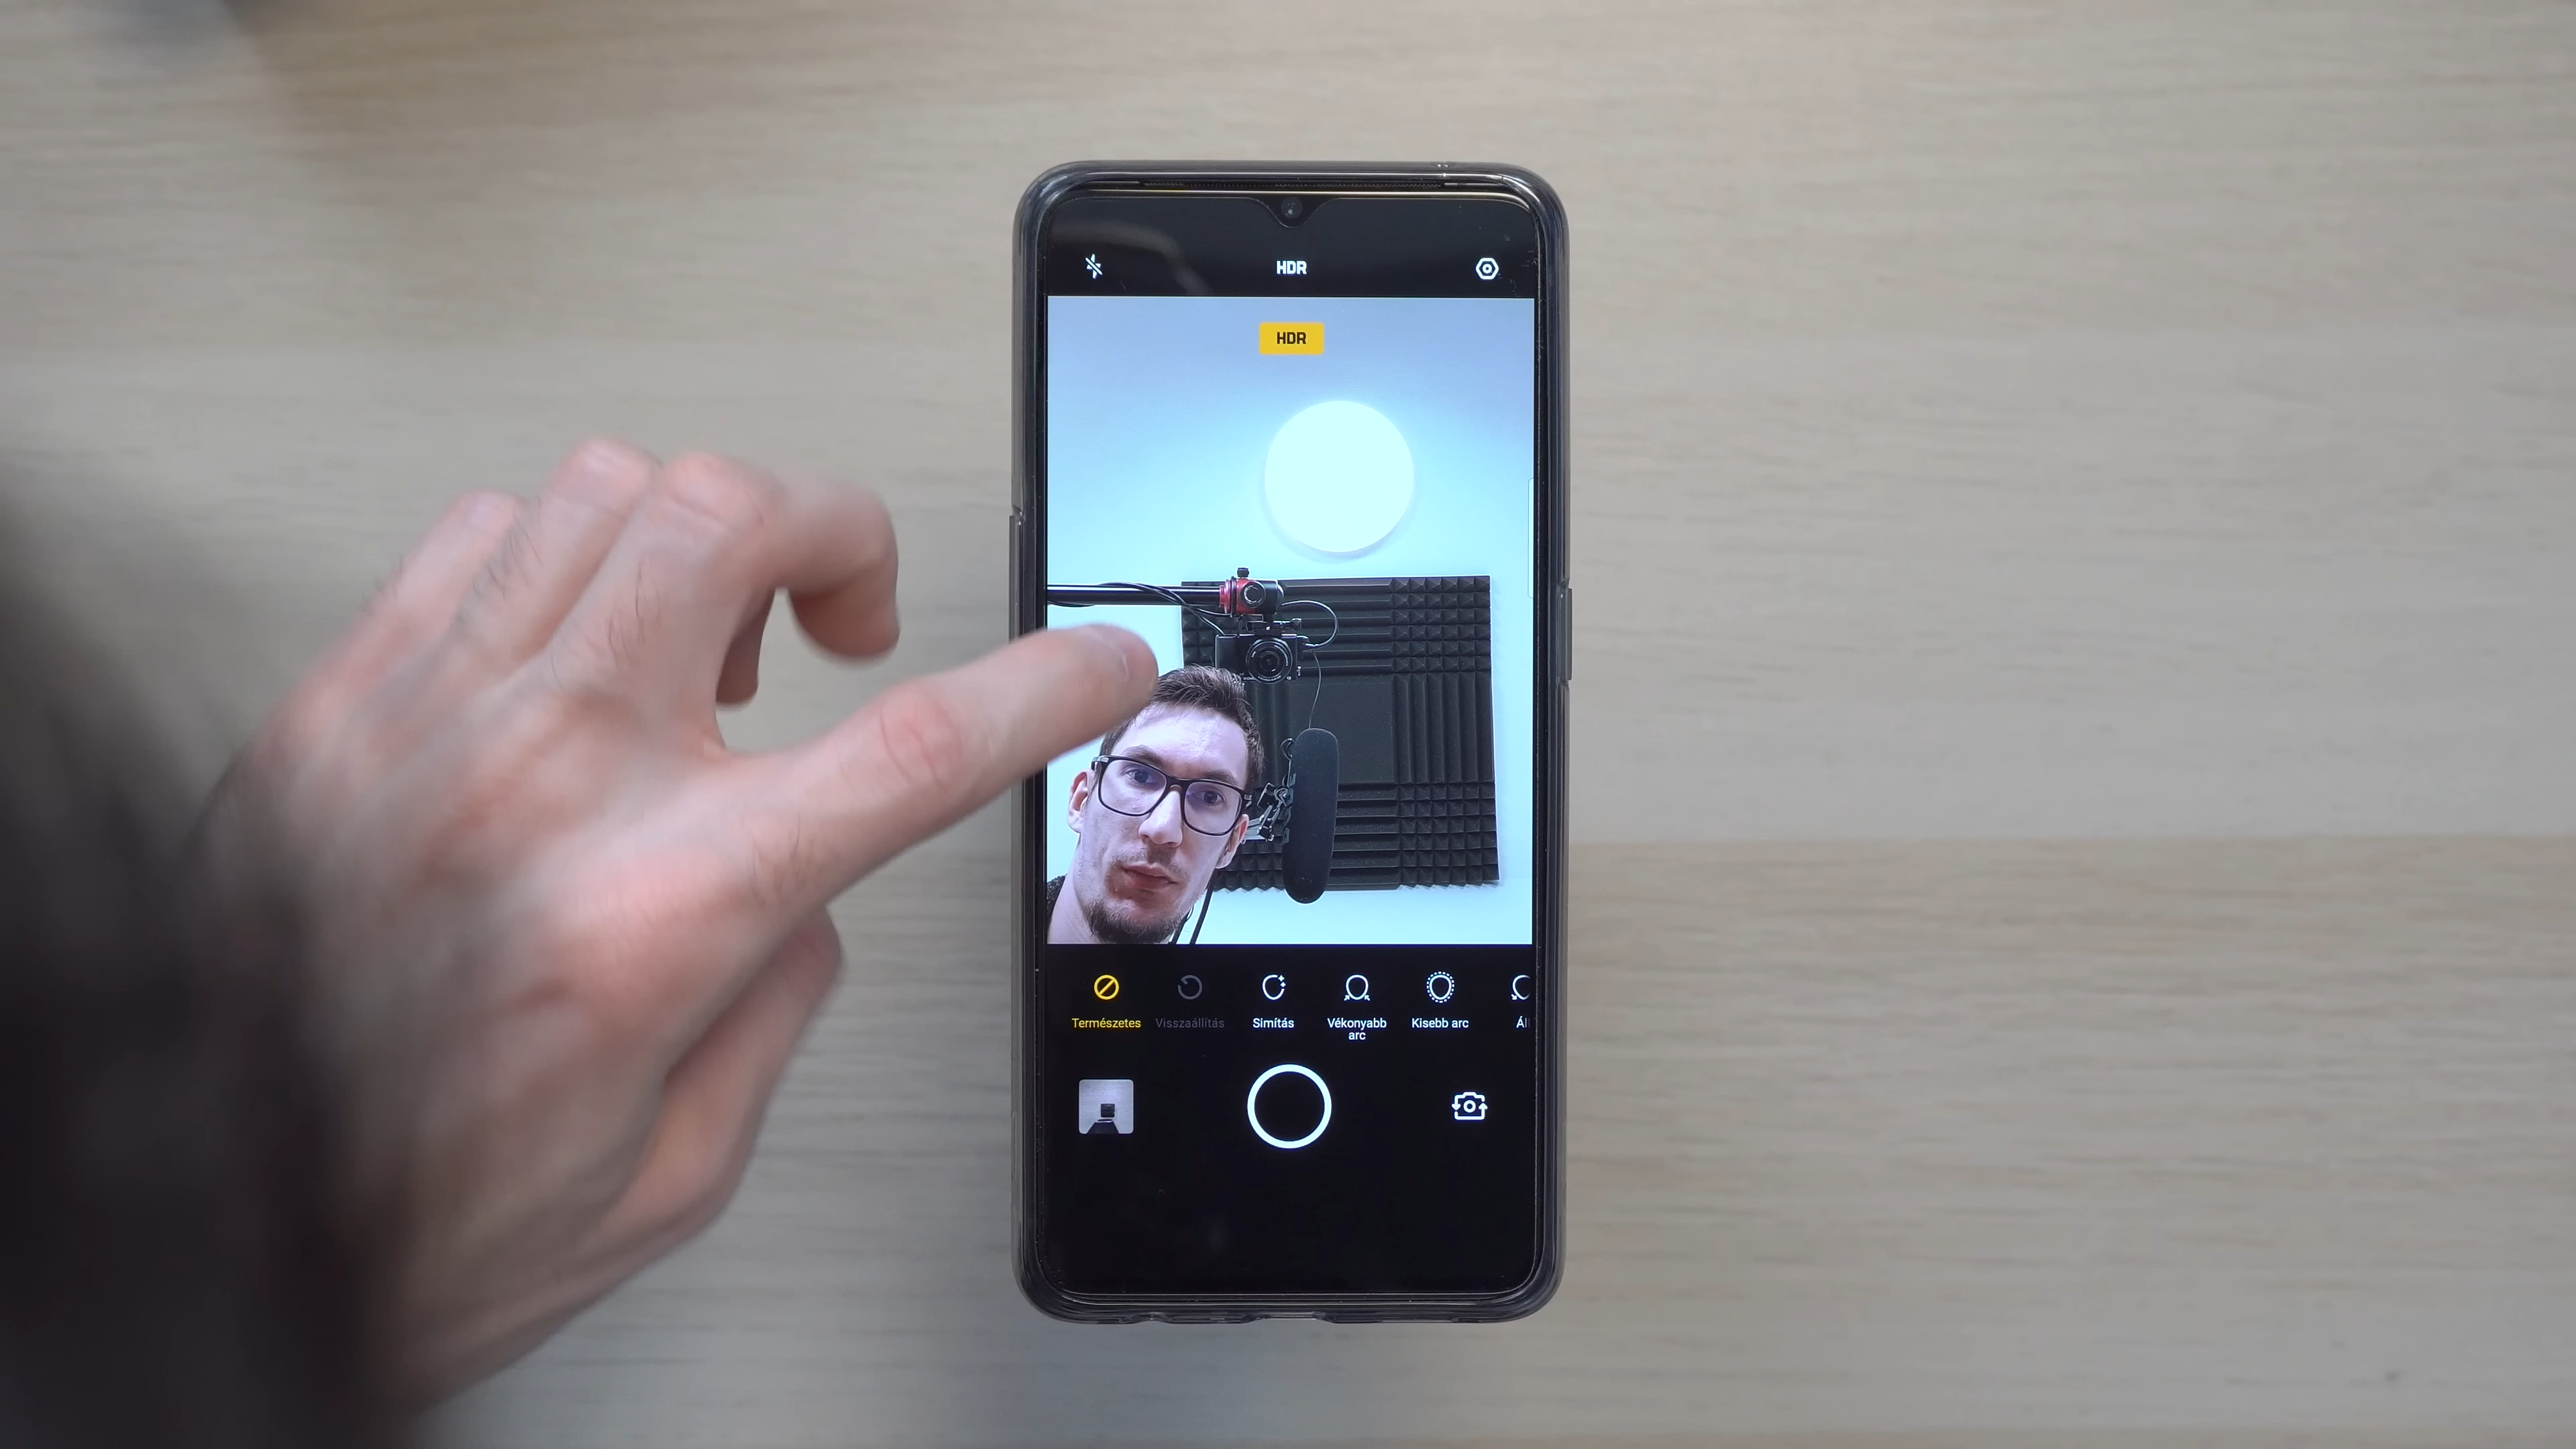 HDR
HDR
Természetes
Visszaállítás
Simítás
Vékonyabb
arc
Kisebb arc